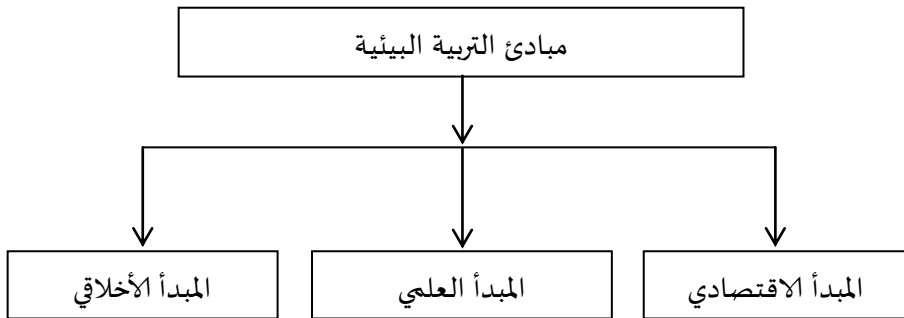 مبادئ التربية البيئية
المبدأ الاقتصادي
المبدأ العلمي
المبدأ الأخلاقي